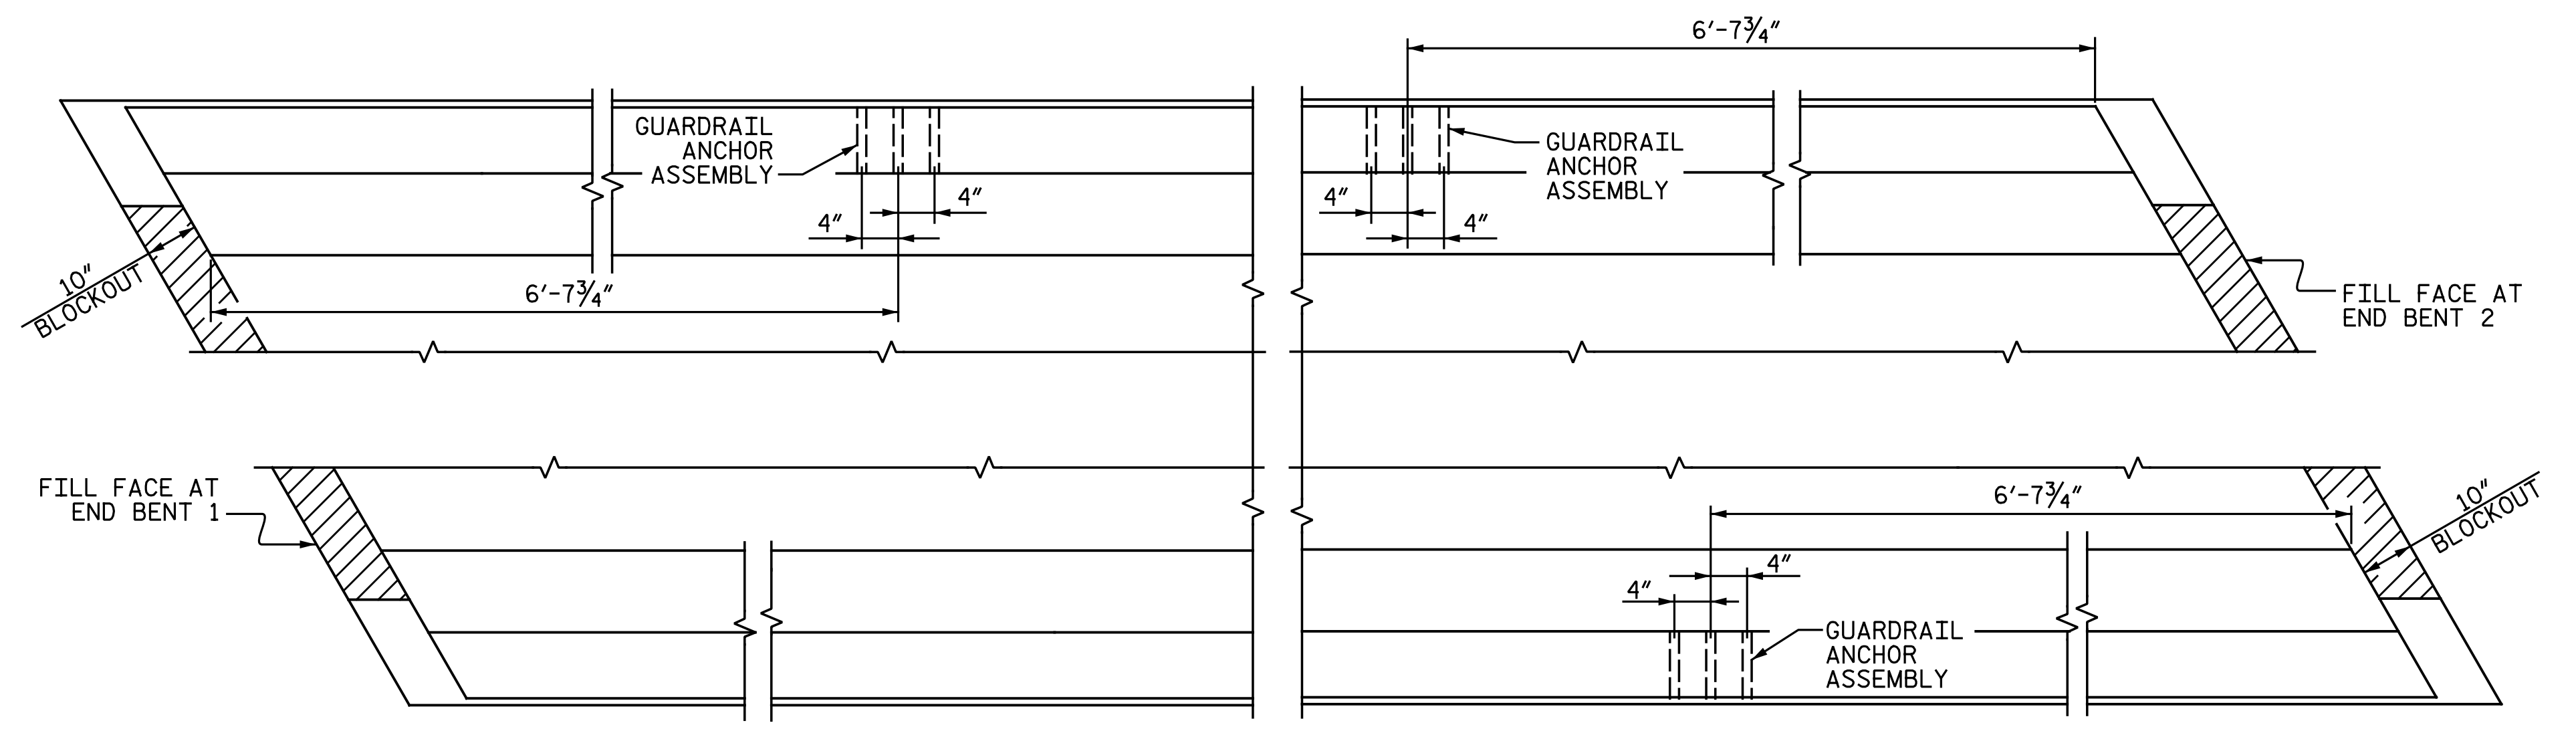 6′-7¾″
GUARDRAIL
ANCHOR
ASSEMBLY
4″
4″
10″
BLOCKOUT
6′-7¾″
GUARDRAIL
ANCHOR
ASSEMBLY
4″
4″
FILL FACE AT
END BENT 2
FILL FACE AT
END BENT 1
6′-7¾″
10″
BLOCKOUT
4″
4″
GUARDRAIL
ANCHOR
ASSEMBLY